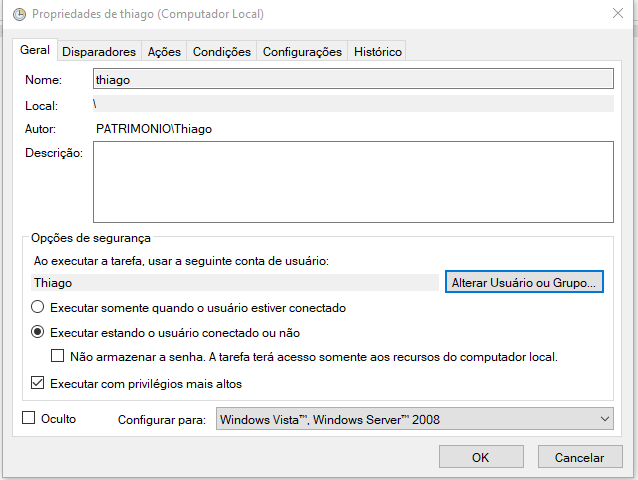 Propriedades de thiago (Computador Local)
Geral Disparadores Ações Condições Configurações Histórico
Nome: thiago
Local: \
Autor: PATRIMONIO\Thiago
Descrição:
Opções de segurança
Ao executar a tarefa, usar a seguinte conta de usuário:
Thiago Alterar Usuário ou Grupo...
Executar somente quando o usuário estiver conectado
Executar estando o usuário conectado ou não
Não armazenar a senha. A tarefa terá acesso somente aos recursos do computador local.
Executar com privilégios mais altos
Oculto Configurar para: Windows Vista™, Windows Server™ 2008
OK Cancelar